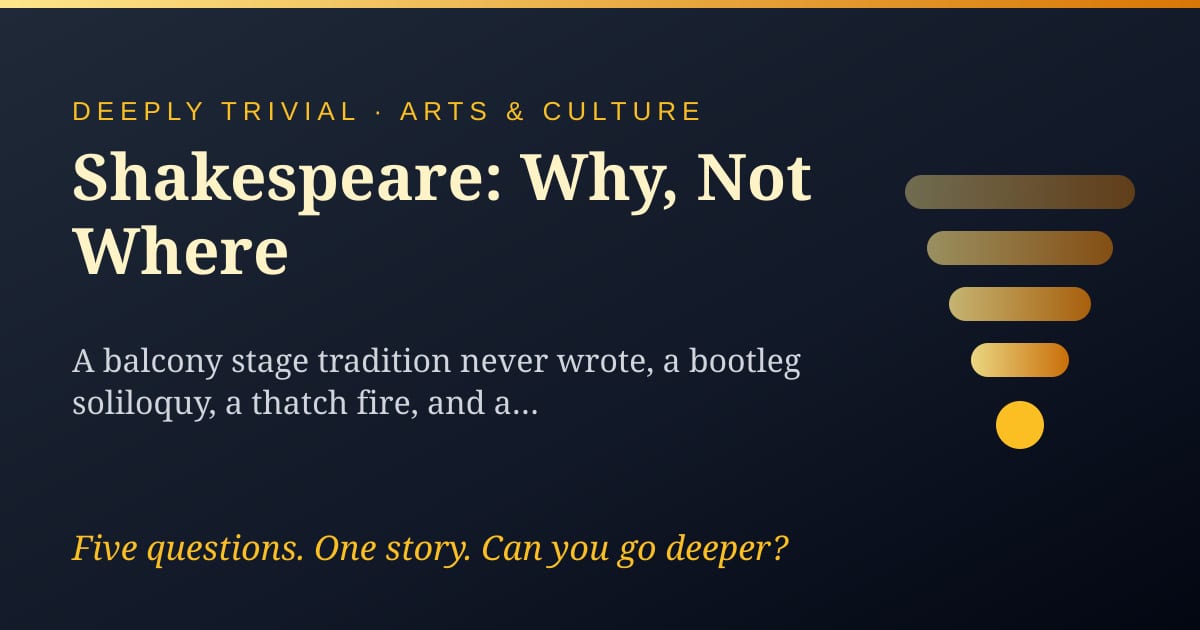 DEEPLY TRIVIAL · ARTS & CULTURE
Shakespeare: Why, Not
Where
A balcony stage tradition never wrote, a bootleg
soliloquy, a thatch fire, and a…
Five questions. One story. Can you go deeper?